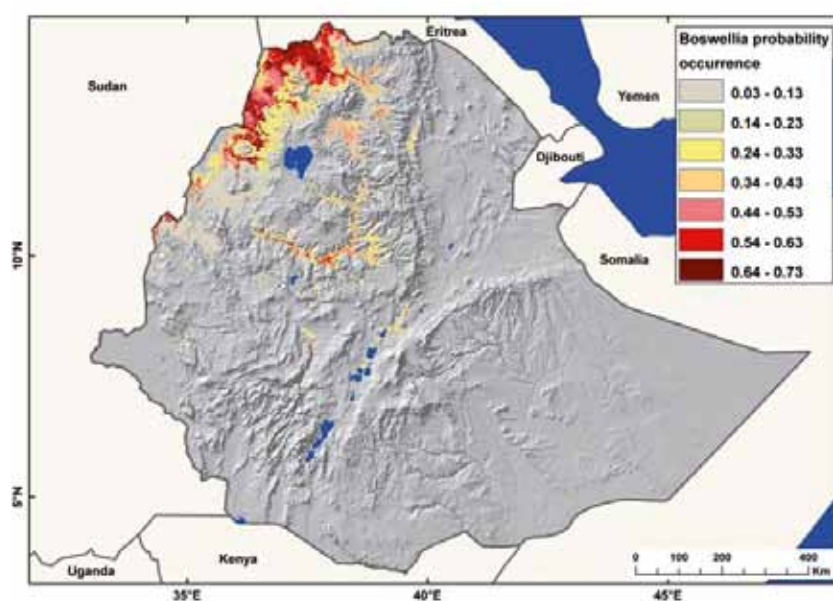 Eritrea
Boswellia probability
occurrence
0.03 - 0.13
0.14 - 0.23
0.24 - 0.33
0.34 - 0.43
0.44 - 0.53
0.54 - 0.63
0.64 - 0.73
Sudan
Yemen
Djibouti
Somalia
10°N
5°N
Uganda
Kenya
0 100 200 400
Km
35°E
40°E
45°E